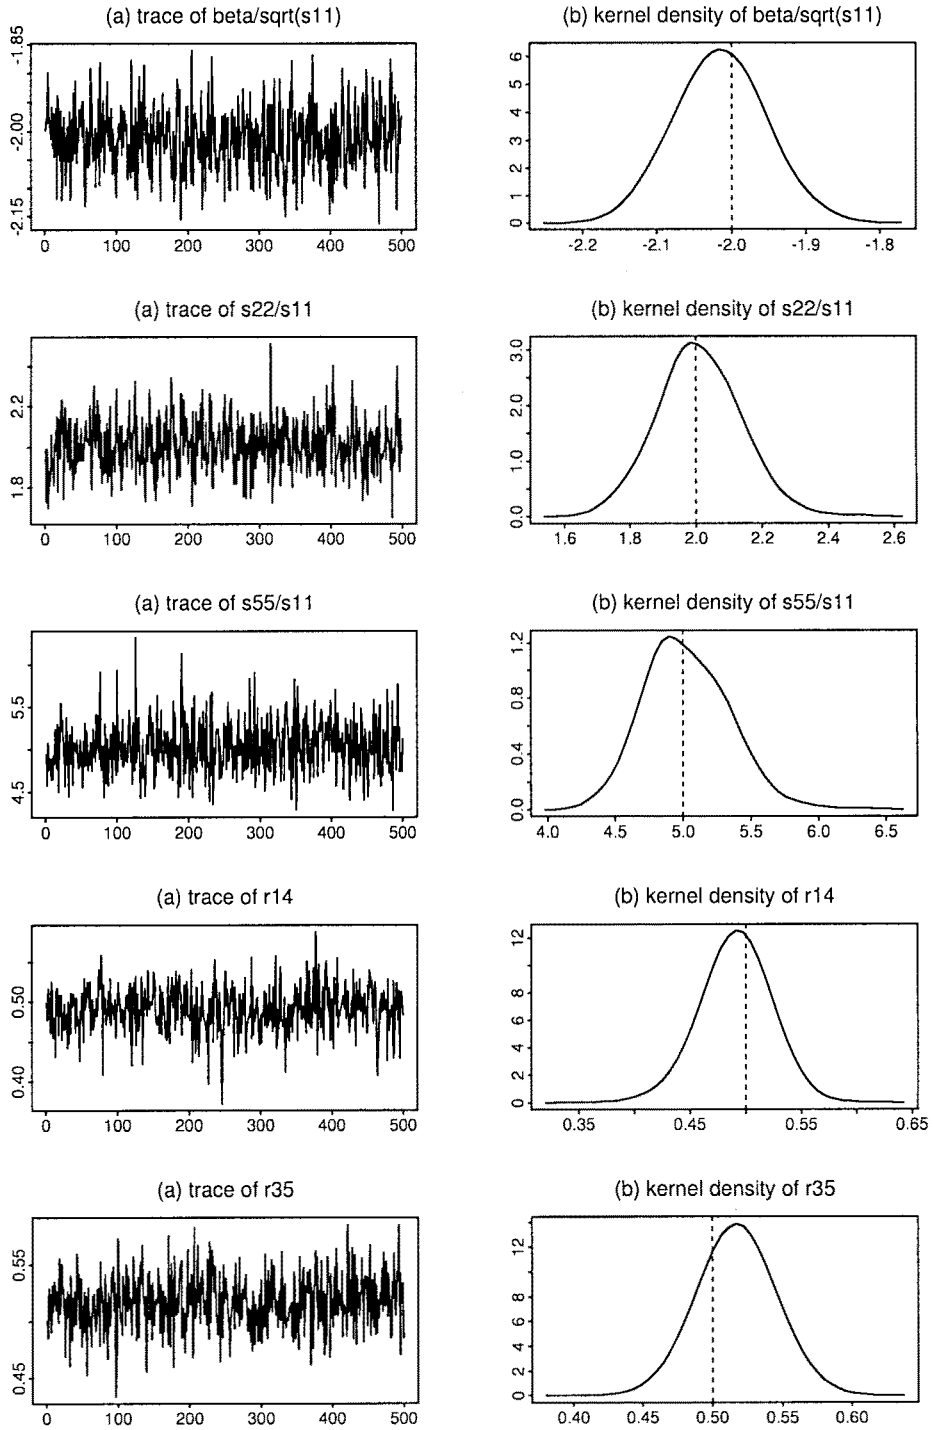 (a) trace of beta/sqrt(s11)
(b) kernel density of beta/sqrt(s11)
-1.85
-2.00
-2.15
0 100 200 300 400 500
6
5
4
3
2
1
0
-2.2 -2.1 -2.0 -1.9 -1.8
(a) trace of s22/s11
(b) kernel density of s22/s11
2.2
1.8
0 100 200 300 400 500
3.0
2.0
1.0
0.0
1.6 1.8 2.0 2.2 2.4 2.6
(a) trace of s55/s11
(b) kernel density of s55/s11
5.5
4.5
0 100 200 300 400 500
1.2
0.8
0.4
0.0
4.0 4.5 5.0 5.5 6.0 6.5
(a) trace of r14
(b) kernel density of r14
0.50
0.40
0 100 200 300 400 500
12
8
6
4
2
0
0.35 0.45 0.55 0.65
(a) trace of r35
(b) kernel density of r35
0.55
0.45
0 100 200 300 400 500
12
8
6
4
2
0
0.40 0.45 0.50 0.55 0.60